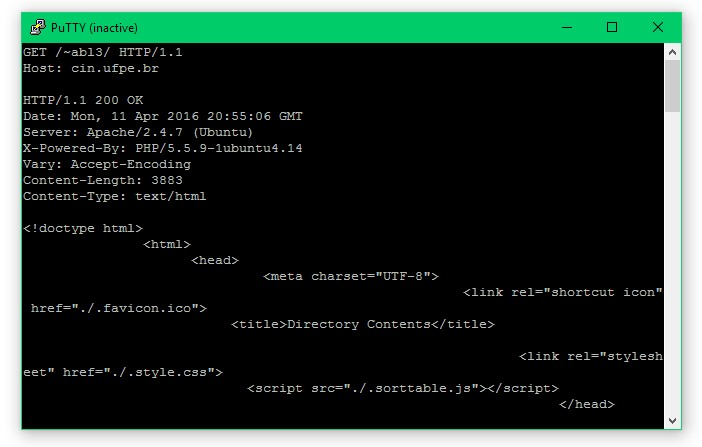 PuTTY (inactive)
GET /~abl3/ HTTP/1.1
Host: cin.ufpe.br
HTTP/1.1 200 OK
Date: Mon, 11 Apr 2016 20:55:06 GMT
Server: Apache/2.4.7 (Ubuntu)
X-Powered-By: PHP/5.5.9-1ubuntu4.14
Vary: Accept-Encoding
Content-Length: 3883
Content-Type: text/html
<!doctype html>
<html>
<head>
<meta charset="UTF-8">
<link rel="shortcut icon"
href="./.favicon.ico">
<title>Directory Contents</title>
<link rel="stylesh
eet" href="./.style.css">
<script src="./.sorttable.js"></script>
</head>